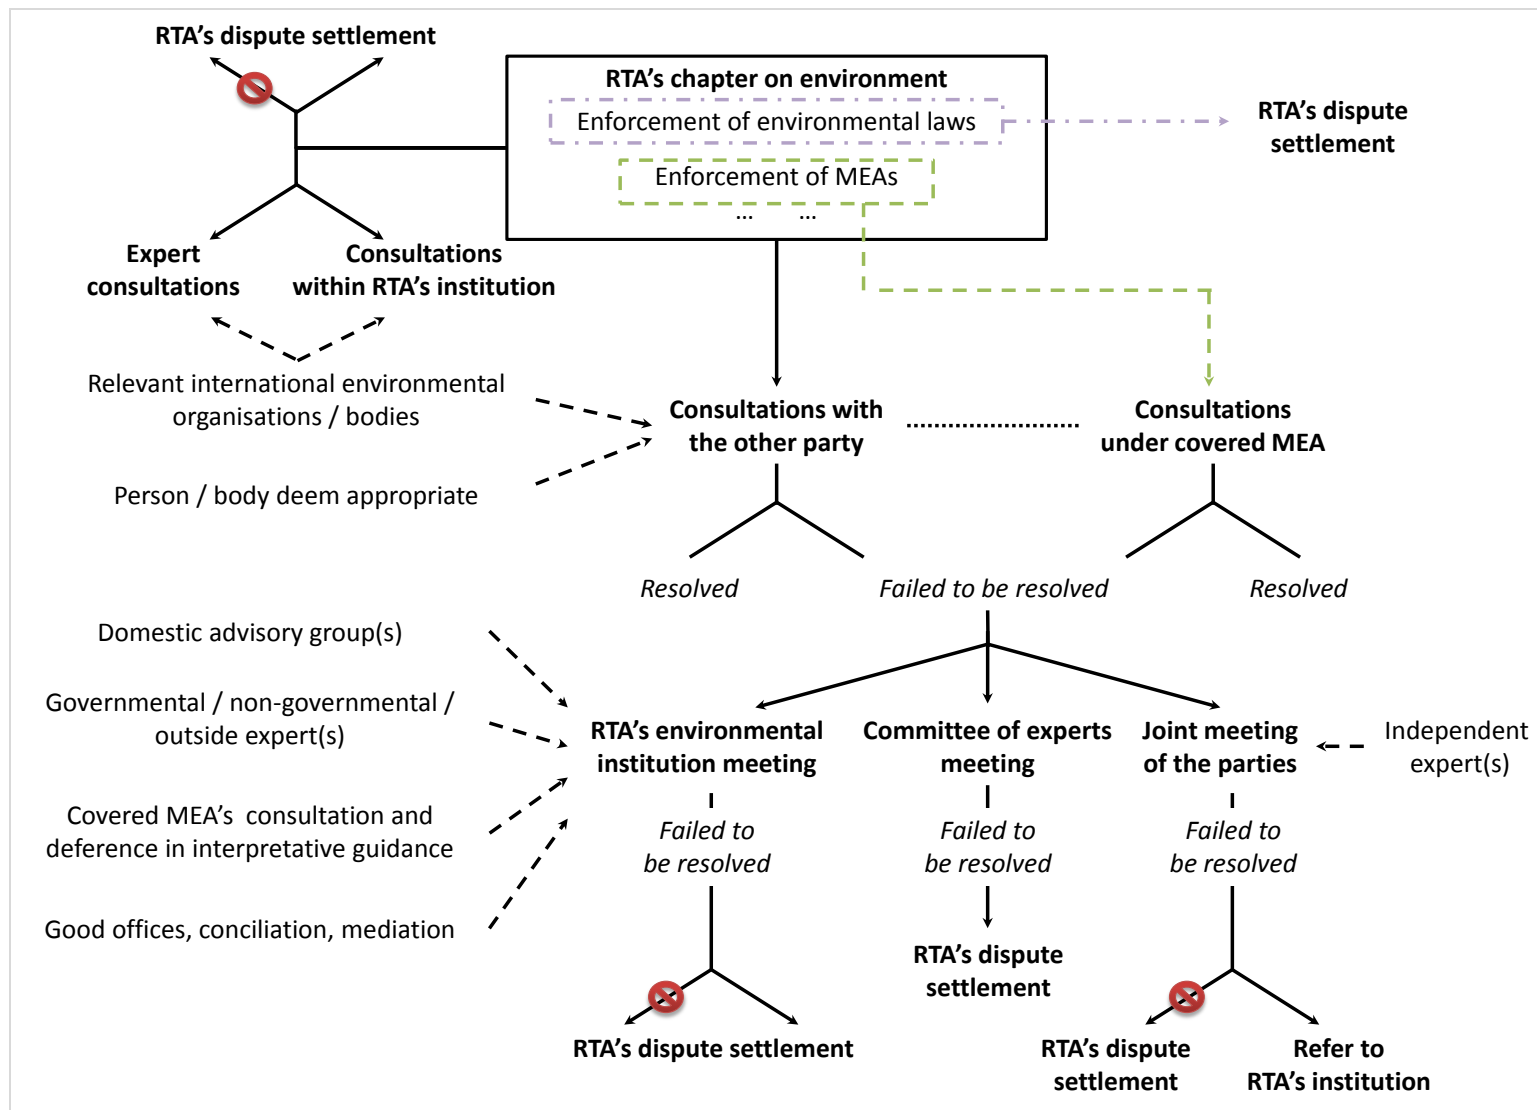 RTA's dispute settlement
RTA's chapter on environment
Enforcement of environmental laws
Enforcement of MEAs
... ...
RTA's dispute
settlement
Expert
consultations
Consultations
within RTA's institution
Relevant international environmental
organisations / bodies
Person / body deem appropriate
Consultations with
the other party
Consultations
under covered MEA
Resolved
Failed to be resolved
Resolved
Domestic advisory group(s)
Governmental / non-governmental /
outside expert(s)
Covered MEA's consultation and
deference in interpretative guidance
Good offices, conciliation, mediation
RTA's environmental
institution meeting
Committee of experts
meeting
Joint meeting
of the parties
Independent
expert(s)
Failed to
be resolved
Failed to
be resolved
Failed to
be resolved
RTA's dispute settlement
RTA's dispute
settlement
RTA's dispute
settlement
Refer to
RTA's institution